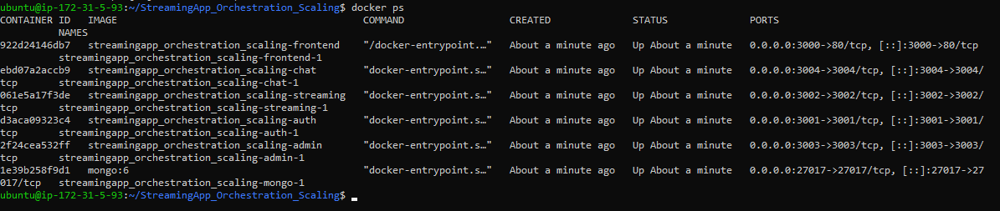 ubuntu@ip-172-31-5-93:~/StreamingApp_Orchestration_Scaling$ docker ps
CONTAINER ID   IMAGE                                        COMMAND                  CREATED              STATUS              PORTS
         NAMES
922d24146db7   streamingapp_orchestration_scaling-frontend    "/docker-entrypoint.…"   About a minute ago   Up About a minute   0.0.0.0:3000->80/tcp, [::]:3000->80/tcp
         streamingapp_orchestration_scaling-frontend-1
ebd07a2accb9   streamingapp_orchestration_scaling-chat        "docker-entrypoint.s…"   About a minute ago   Up About a minute   0.0.0.0:3004->3004/tcp, [::]:3004->3004/
tcp      streamingapp_orchestration_scaling-chat-1
061e5a17f3de   streamingapp_orchestration_scaling-streaming   "docker-entrypoint.s…"   About a minute ago   Up About a minute   0.0.0.0:3002->3002/tcp, [::]:3002->3002/
tcp      streamingapp_orchestration_scaling-streaming-1
d3aca09323c4   streamingapp_orchestration_scaling-auth        "docker-entrypoint.s…"   About a minute ago   Up About a minute   0.0.0.0:3001->3001/tcp, [::]:3001->3001/
tcp      streamingapp_orchestration_scaling-auth-1
2f24cea532ff   streamingapp_orchestration_scaling-admin       "docker-entrypoint.s…"   About a minute ago   Up About a minute   0.0.0.0:3003->3003/tcp, [::]:3003->3003/
tcp      streamingapp_orchestration_scaling-admin-1
1e39b258f9d1   mongo:6                                      "docker-entrypoint.s…"   About a minute ago   Up About a minute   0.0.0.0:27017->27017/tcp, [::]:27017->27
017/tcp   streamingapp_orchestration_scaling-mongo-1
ubuntu@ip-172-31-5-93:~/StreamingApp_Orchestration_Scaling$